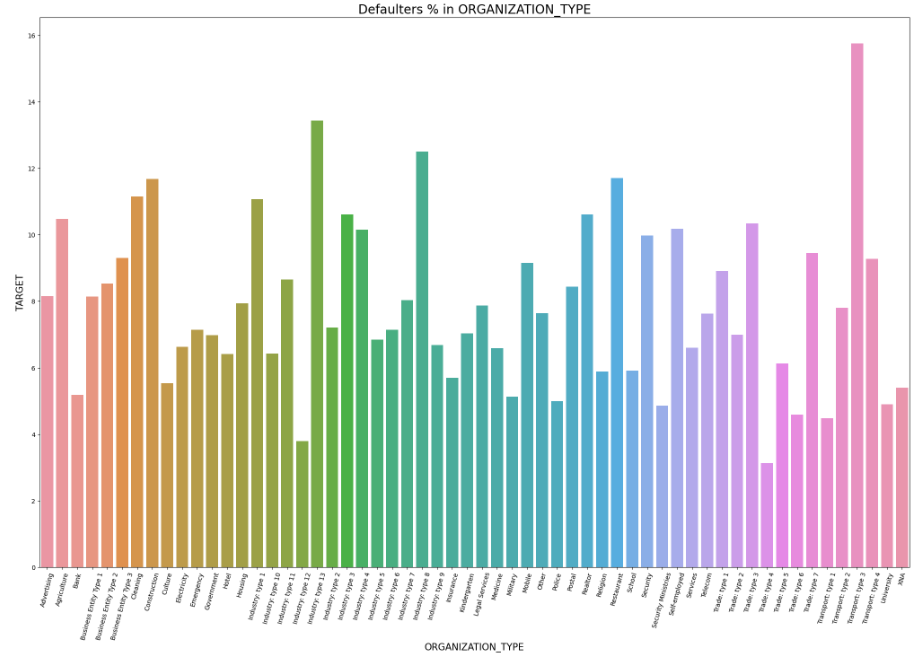 Defaulters % in ORGANIZATION_TYPE
16
14
12
10
8
6
4
2
0
TARGET
Advertising
Agriculture
Bank
Business Entity Type 1
Business Entity Type 2
Business Entity Type 3
Cleaning
Construction
Culture
Electricity
Emergency
Government
Hotel
Housing
Industry: type 1
Industry: type 10
Industry: type 11
Industry: type 12
Industry: type 13
Industry: type 2
Industry: type 3
Industry: type 4
Industry: type 5
Industry: type 6
Industry: type 7
Industry: type 8
Industry: type 9
Insurance
Kindergarten
Legal Services
Medicine
Military
Mobile
Other
Police
Postal
Realtor
Religion
Restaurant
School
Security
Security Ministries
Self-employed
Services
Telecom
Trade: type 1
Trade: type 2
Trade: type 3
Trade: type 4
Trade: type 5
Trade: type 6
Trade: type 7
Transport: type 1
Transport: type 2
Transport: type 3
Transport: type 4
University
XNA
ORGANIZATION_TYPE